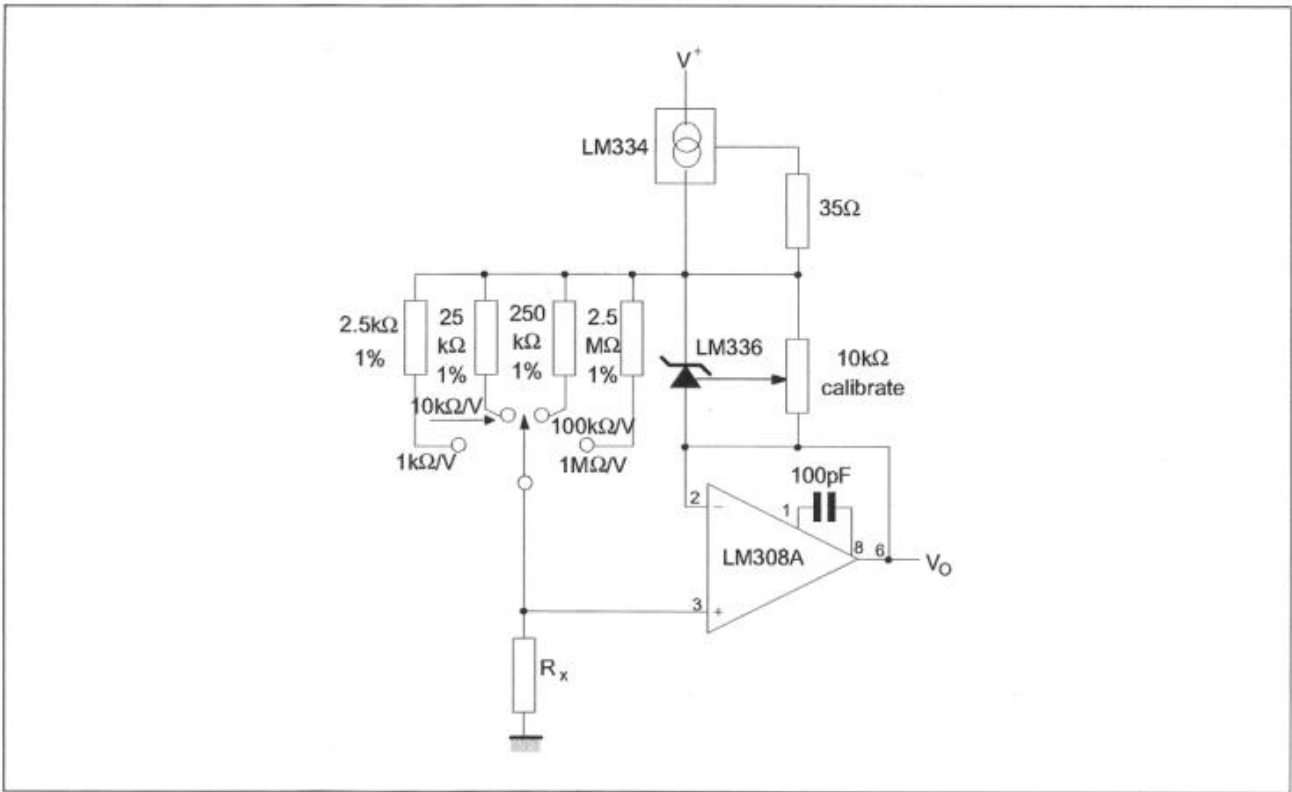 V+
LM334
35Ω
2.5kΩ
1%
25
kΩ
1%
250
kΩ
1%
2.5
MΩ
1%
LM336
10kΩ
calibrate
10kΩ/V
100kΩ/V
1kΩ/V
1MΩ/V
100pF
2
−
1
8
6
LM308A
VO
3
+
Rx